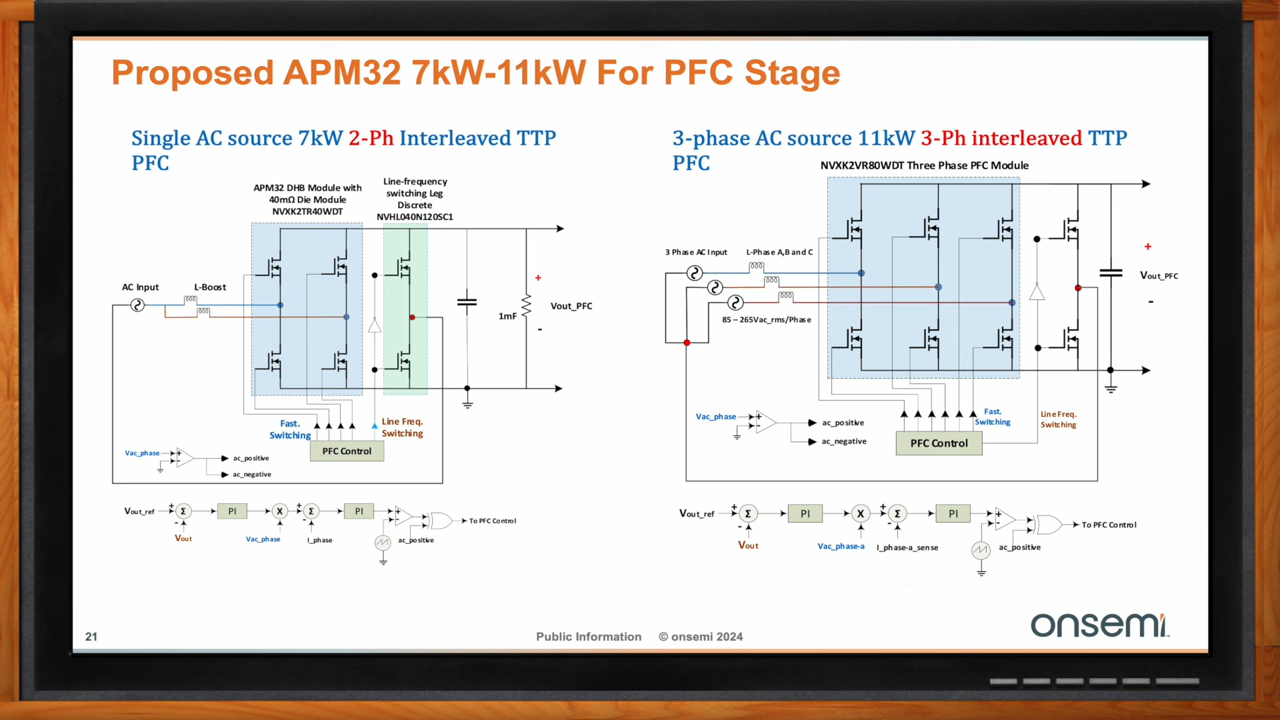 Proposed APM32 7kW-11kW For PFC Stage
Single AC source 7kW 2-Ph Interleaved TTP
PFC
APM32 DHB Module with
40mΩ Die Module
NVXK2TR40WDT
Line-frequency
switching Leg
Discrete
NVHL040N120SC1
AC Input
L-Boost
+
1mF
Vout_PFC
-
Fast.
Switching
Line Freq.
Switching
PFC Control
Vac_phase
+
-
ac_positive
ac_negative
Vout_ref
+
Σ
-
PI
X
+
Σ
-
PI
+
-
To PFC Control
Vout
Vac_phase
I_phase
ac_positive
3-phase AC source 11kW 3-Ph interleaved TTP
PFC
NVXK2VR80WDT Three Phase PFC Module
3 Phase AC Input
L-Phase A,B and C
85 – 265Vac_rms/Phase
+
Vout_PFC
-
Fast.
Switching
Line Freq.
Switching
PFC Control
Vac_phase
+
-
ac_positive
ac_negative
Vout_ref
+
Σ
-
PI
X
+
Σ
-
PI
+
-
To PFC Control
Vout
Vac_phase-a
I_phase-a_sense
ac_positive
21
Public Information © onsemi 2024
onsemi